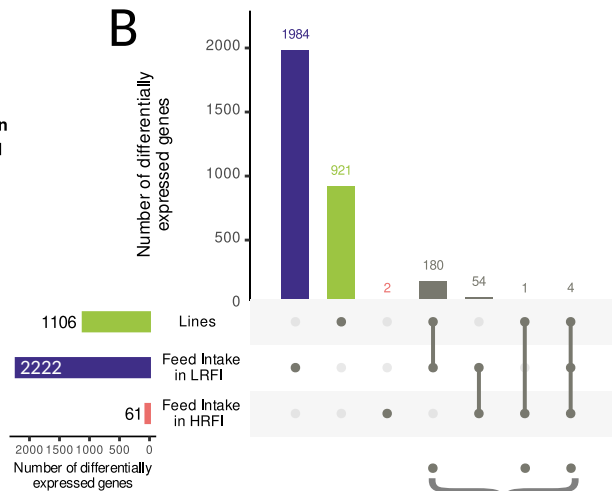 B
n
l
Number of differentially
expressed genes
2000
1500
1000
500
0
1984
921
2
180
54
1
4
1106
Lines
2222
Feed Intake
in LRFI
61
Feed Intake
in HRFI
2000 1500 1000 500 0
Number of differentially
expressed genes